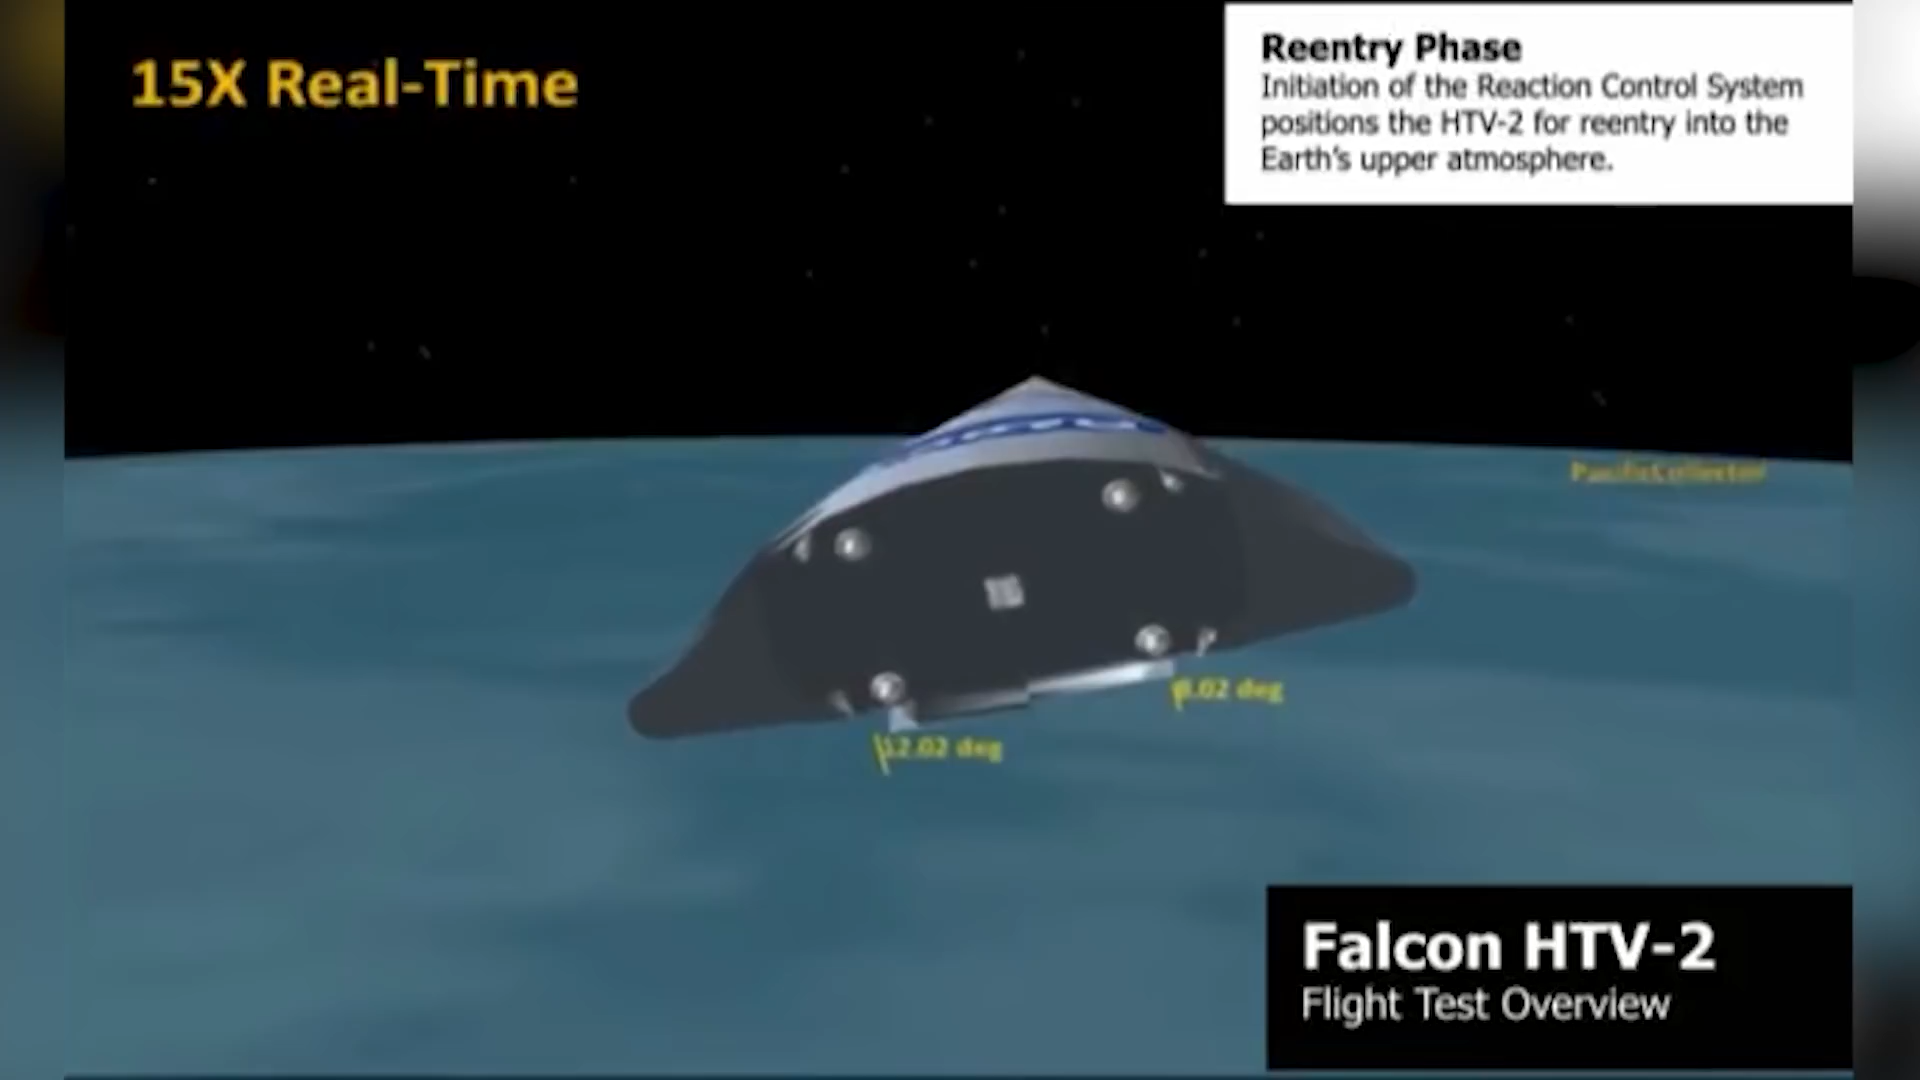 15X Real-Time
Reentry Phase
Initiation of the Reaction Control System
positions the HTV-2 for reentry into the
Earth's upper atmosphere.
PacificCollector
deg
12.02 deg
Falcon HTV-2
Flight Test Overview